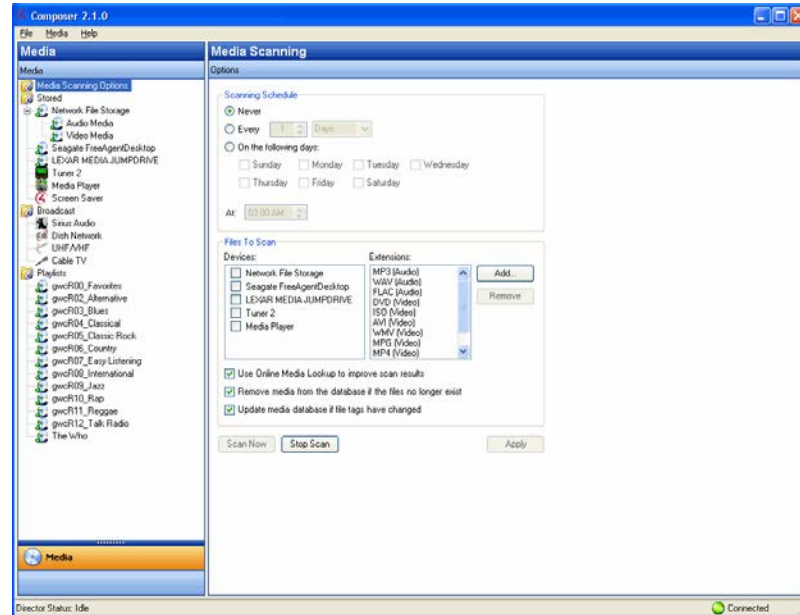 Composer 2.1.0
File Media Help
Media
Media Scanning
Media
Options
Media Scanning Options
Stored
Network File Storage
Audio Media
Video Media
Seagate FreeAgentDesktop
LEXAR MEDIA JUMPDRIVE
Tuner 2
Media Player
Screen Saver
Broadcast
Sirius Audio
Dish Network
UHF/VHF
Cable TV
Playlists
gwcR00_Favorites
gwcR02_Alternative
gwcR03_Blues
gwcR04_Classical
gwcR05_Classic Rock
gwcR06_Country
gwcR07_Easy Listening
gwcR08_International
gwcR09_Jazz
gwcR10_Rap
gwcR11_Reggae
gwcR12_Talk Radio
The Who
Media
Scanning Schedule
Never
Every 1 Days
On the following days:
Sunday Monday Tuesday Wednesday
Thursday Friday Saturday
At: 03:00 AM
Files To Scan
Devices:
Network File Storage
Seagate FreeAgentDesktop
LEXAR MEDIA JUMPDRIVE
Tuner 2
Media Player
Extensions:
MP3 (Audio)
WAV (Audio)
FLAC (Audio)
DVD (Video)
ISO (Video)
AVI (Video)
WMV (Video)
MPG (Video)
MP4 (Video)
Add...
Remove
Use Online Media Lookup to improve scan results
Remove media from the database if the files no longer exist
Update media database if file tags have changed
Scan Now Stop Scan Apply
Director Status: Idle
Connected